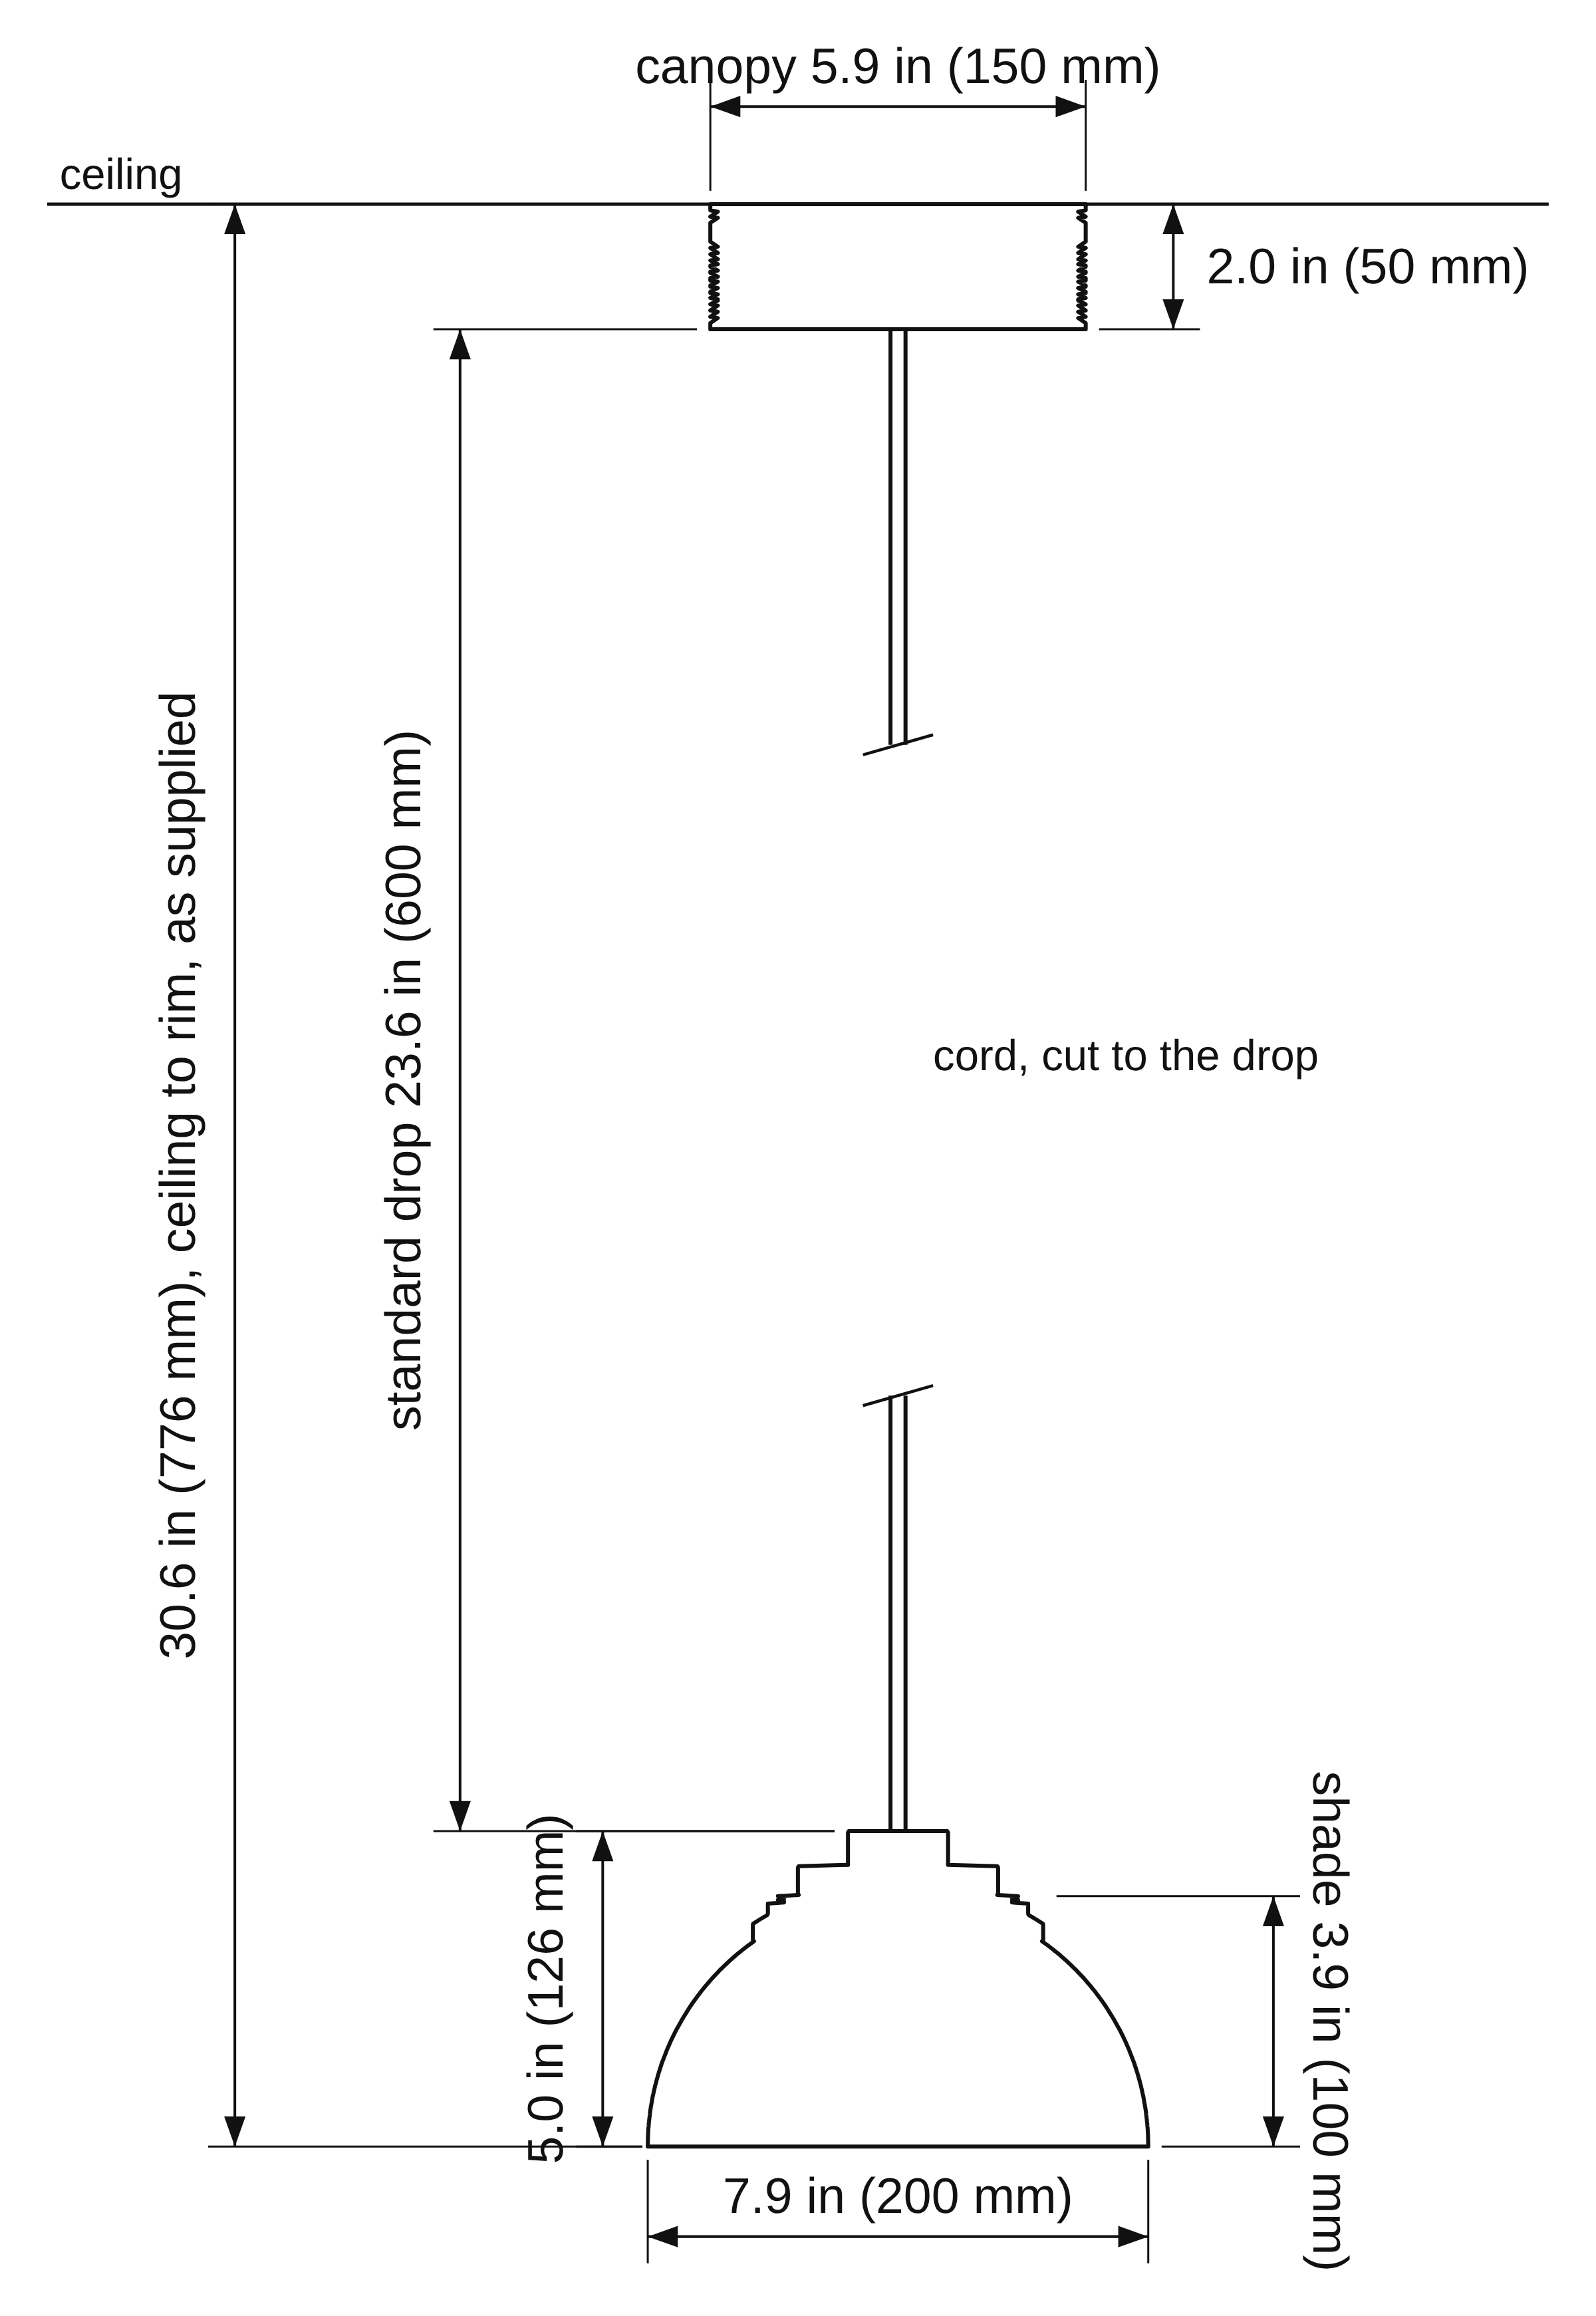 canopy 5.9 in (150 mm)
ceiling
2.0 in (50 mm)
30.6 in (776 mm), ceiling to rim, as supplied
standard drop 23.6 in (600 mm)
cord, cut to the drop
5.0 in (126 mm)
shade 3.9 in (100 mm)
7.9 in (200 mm)